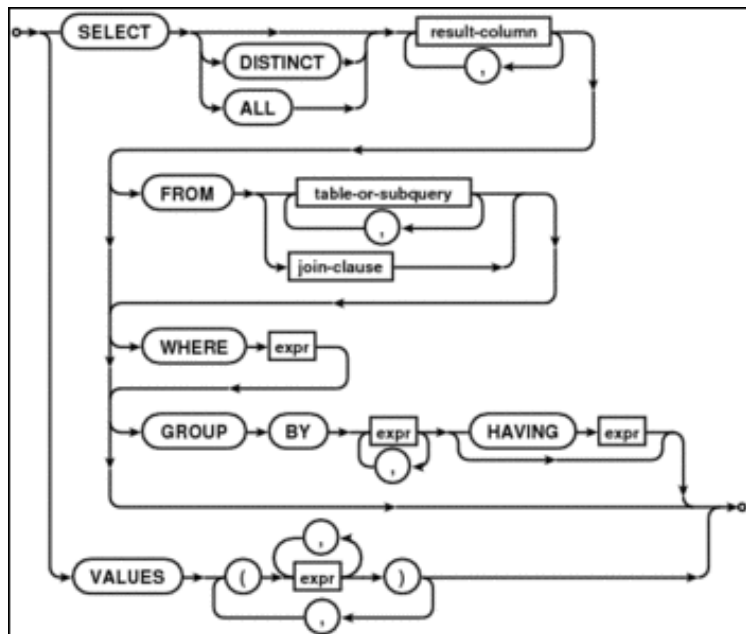 SELECT result-column
DISTINCT ,
ALL
FROM table-or-subquery
,
join-clause
WHERE expr
GROUP BY expr HAVING expr
,
,
VALUES ( expr )
,